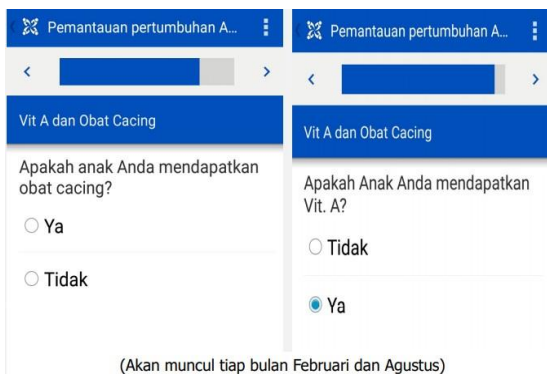 Pemantauan pertumbuhan A...
Vit A dan Obat Cacing
Apakah anak Anda mendapatkan
obat cacing?
Ya
Tidak
Pemantauan pertumbuhan A...
Vit A dan Obat Cacing
Apakah Anak Anda mendapatkan
Vit. A?
Tidak
Ya
(Akan muncul tiap bulan Februari dan Agustus)